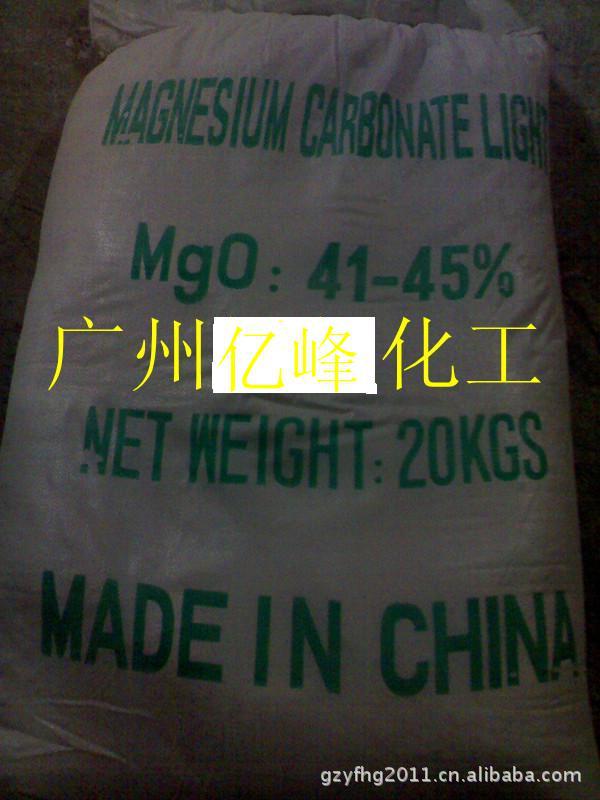 MAGNESIUM CARBONATE LIGHT
MgO: 41-45%
广州亿峰化工
NET WEIGHT: 20KGS
MADE IN CHINA
gzyfhg2011.cn.alibaba.com